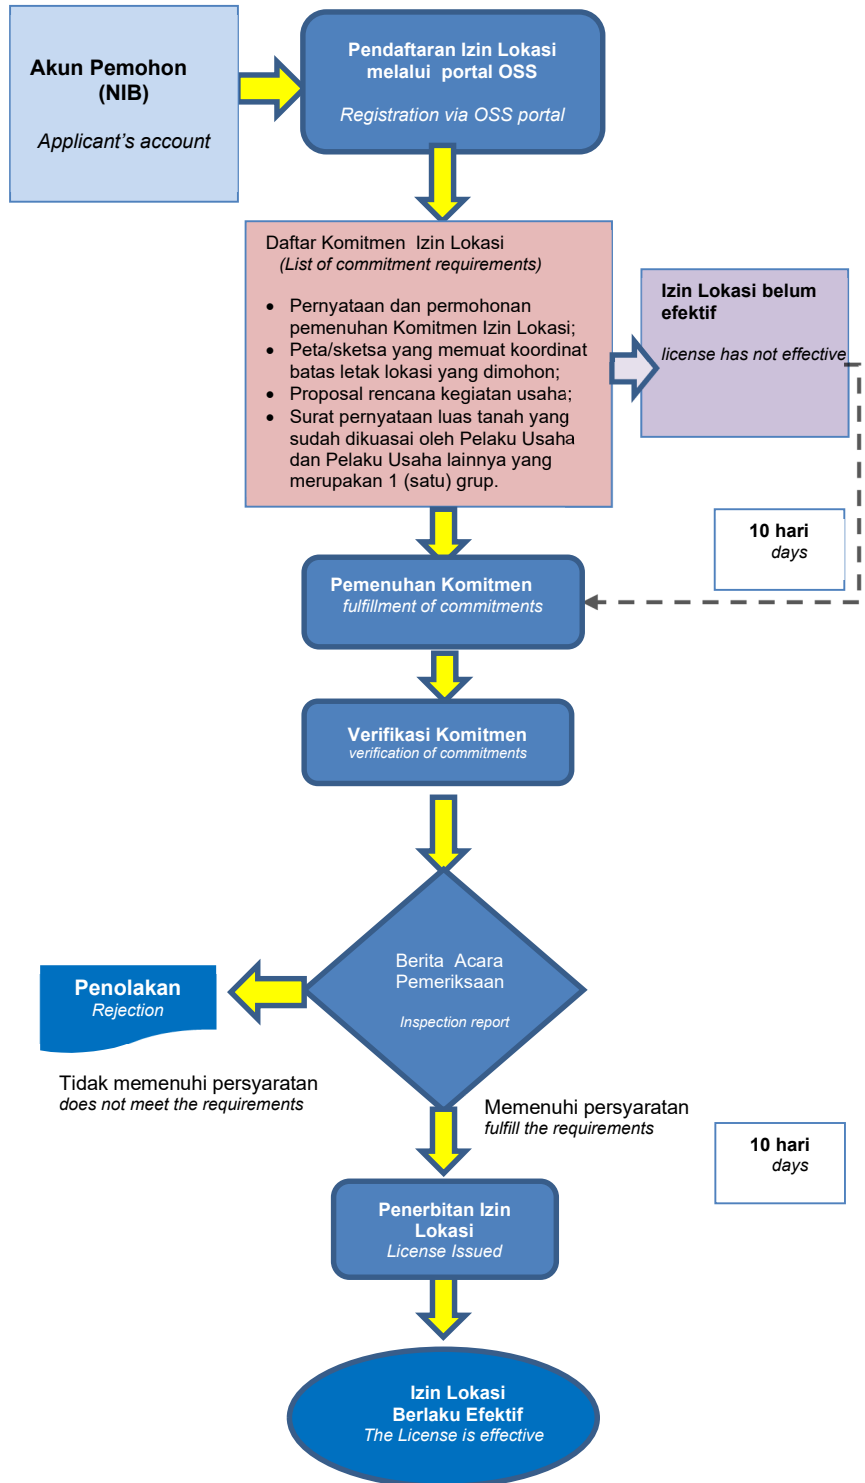 Akun Pemohon
(NIB)
Applicant's account
Pendaftaran Izin Lokasi
melalui portal OSS
Registration via OSS portal
Daftar Komitmen Izin Lokasi
(List of commitment requirements)
• Pernyataan dan permohonan
pemenuhan Komitmen Izin Lokasi;
• Peta/sketsa yang memuat koordinat
batas letak lokasi yang dimohon;
• Proposal rencana kegiatan usaha;
• Surat pernyataan luas tanah yang
sudah dikuasai oleh Pelaku Usaha
dan Pelaku Usaha lainnya yang
merupakan 1 (satu) grup.
Izin Lokasi belum
efektif
license has not effective
10 hari
days
Pemenuhan Komitmen
fulfillment of commitments
Verifikasi Komitmen
verification of commitments
Berita Acara
Pemeriksaan
Inspection report
Penolakan
Rejection
Tidak memenuhi persyaratan
does not meet the requirements
Memenuhi persyaratan
fulfill the requirements
10 hari
days
Penerbitan Izin
Lokasi
License Issued
Izin Lokasi
Berlaku Efektif
The License is effective